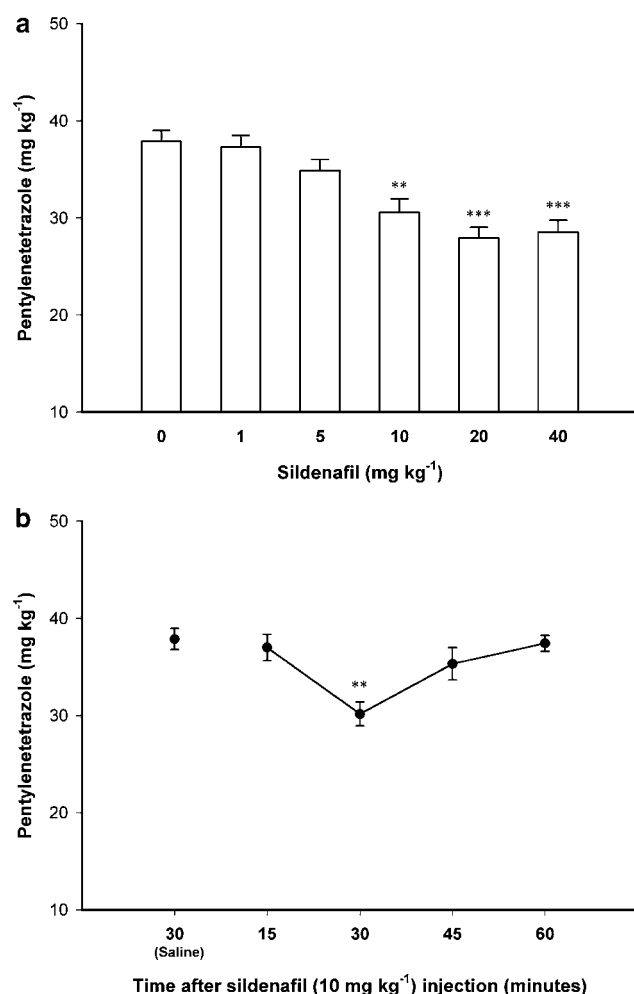 a
50
40
30
20
10
Pentylenetetrazole (mg kg⁻¹)
** *** ***
0 1 5 10 20 40
Sildenafil (mg kg⁻¹)
b
50
40
30
20
10
Pentylenetetrazole (mg kg⁻¹)
**
30 15 30 45 60
(Saline)
Time after sildenafil (10 mg kg⁻¹) injection (minutes)